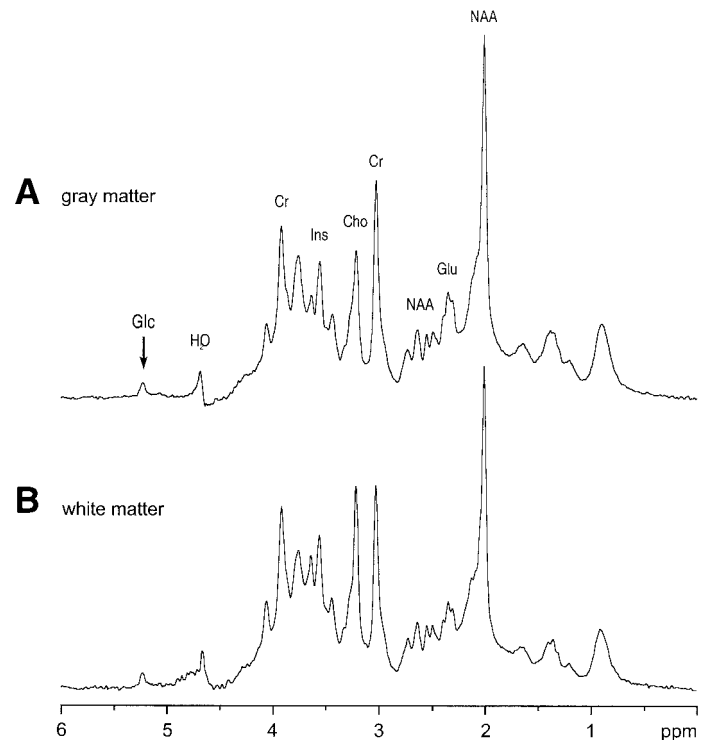 NAA
A gray matter
Cr
Cr
Ins
Cho
Glu
NAA
Glc
H2O
B white matter
6 5 4 3 2 1 ppm